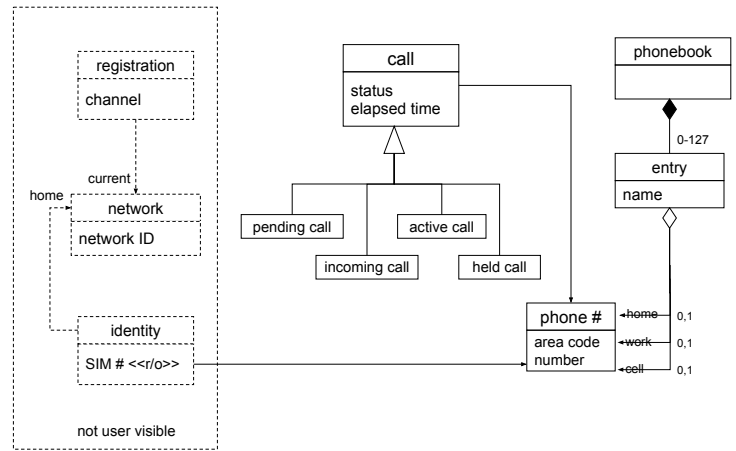 registration
channel
current
home
network
network ID
identity
SIM # <<r/o>>
not user visible
call
status
elapsed time
pending call
active call
incoming call
held call
phonebook
0-127
entry
name
phone #
area code
number
home
0,1
work
0,1
cell
0,1